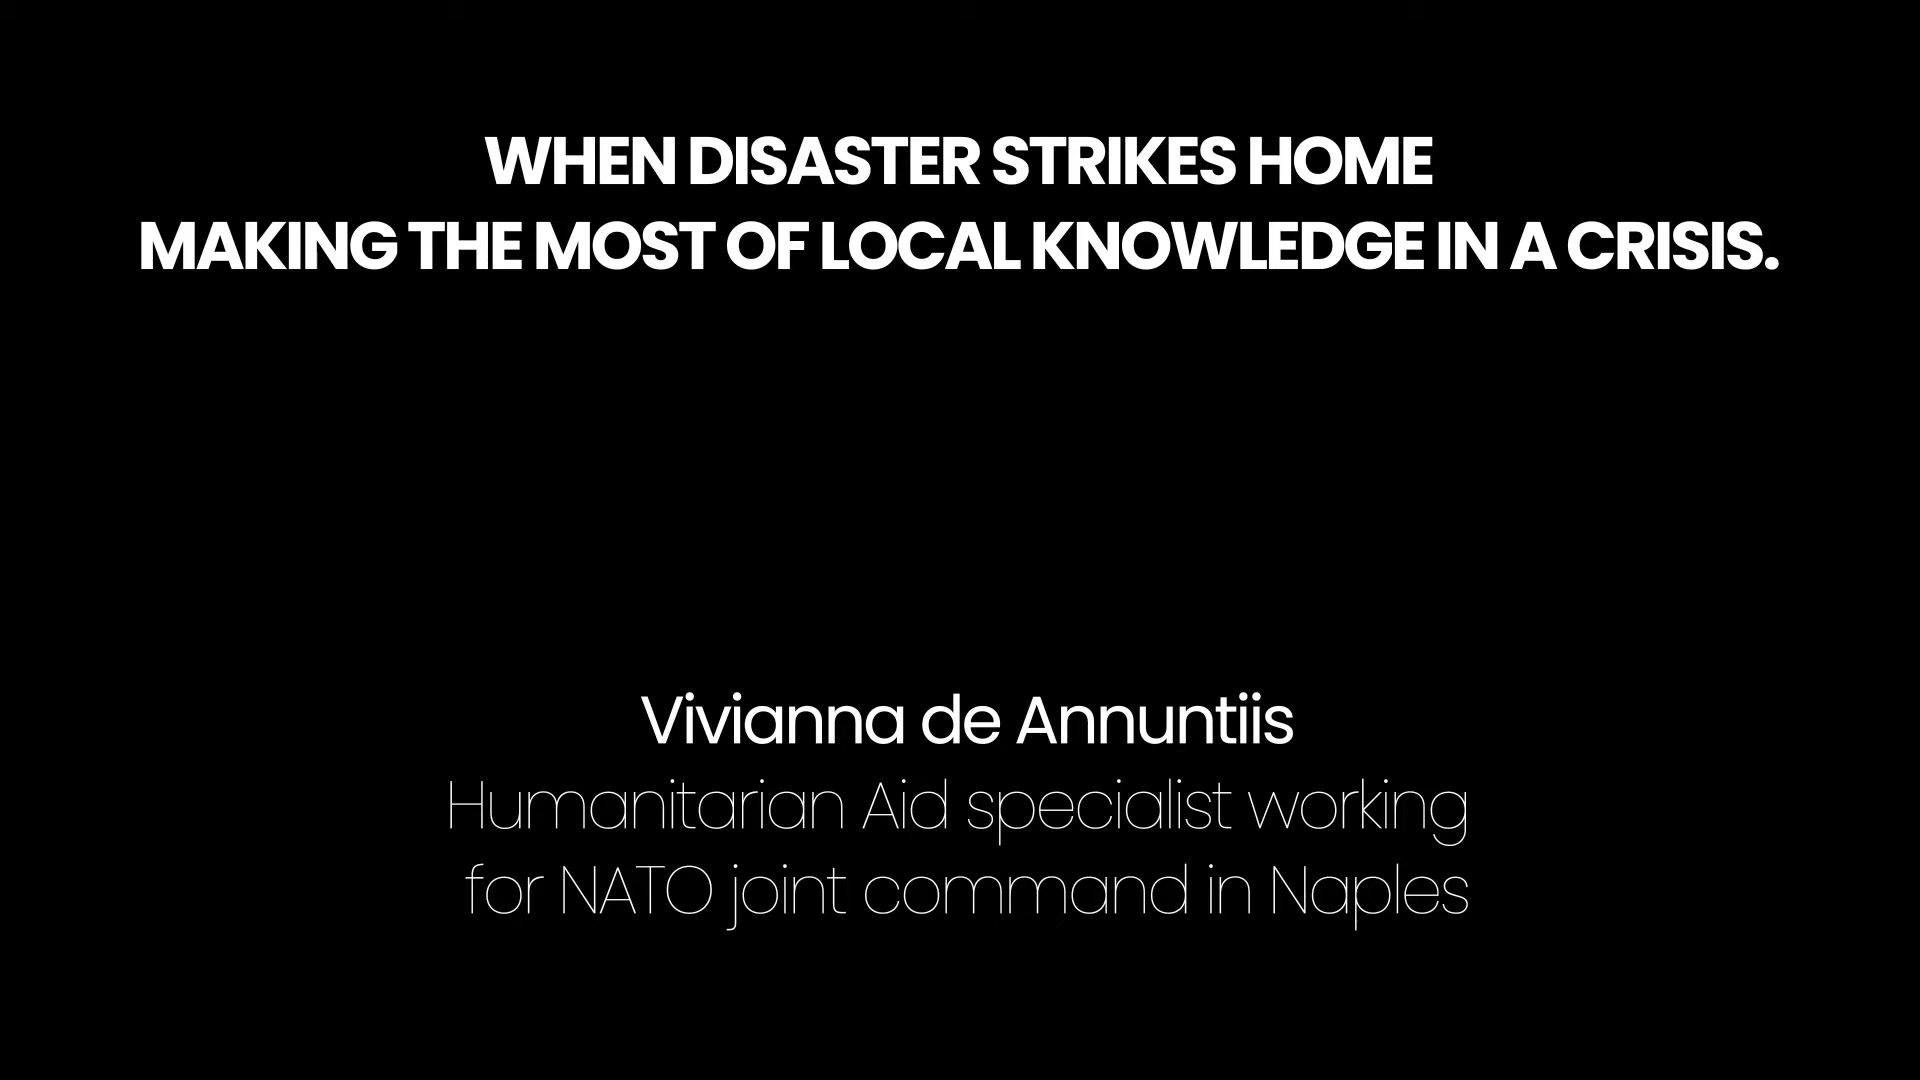 WHEN DISASTER STRIKES HOME
MAKING THE MOST OF LOCAL KNOWLEDGE IN A CRISIS.
Vivianna de Annuntiis
Humanitarian Aid specialist working
for NATO joint command in Naples